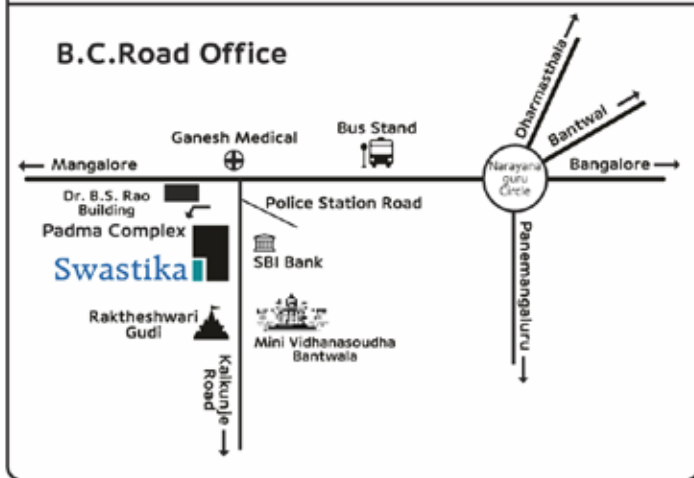 B.C.Road Office
Dharmasthala
Bantwal
Bus Stand
Ganesh Medical
Mangalore
Narayana
guru
Circle
Bangalore
Dr. B.S. Rao
Building
Police Station Road
Padma Complex
Swastika
SBI Bank
Panemangaluru
Raktheshwari
Gudi
Mini Vidhanasoudha
Bantwala
Kaikunje
Road